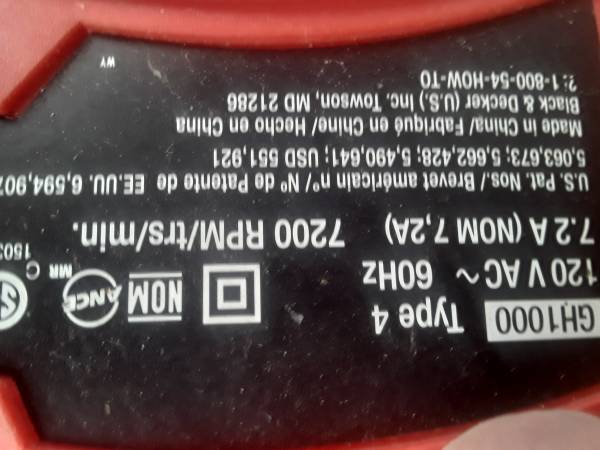 GH1000 Type 4
120 V AC ~ 60Hz
7.2 A (NOM 7,2A) 7200 RPM/trs/min.
NOM ANCE MR C
U.S. Pat. Nos./Brevet américain nº/ Nº de Patente de EE.UU. 6,594,907
5,063,673; 5,662,428; 5,490,641; USD 551,921
Made in China/ Fabriqué en Chine/ Hecho en China
Black & Decker (U.S.) Inc. Towson, MD 21286
1-800-54-HOW-TO
WY